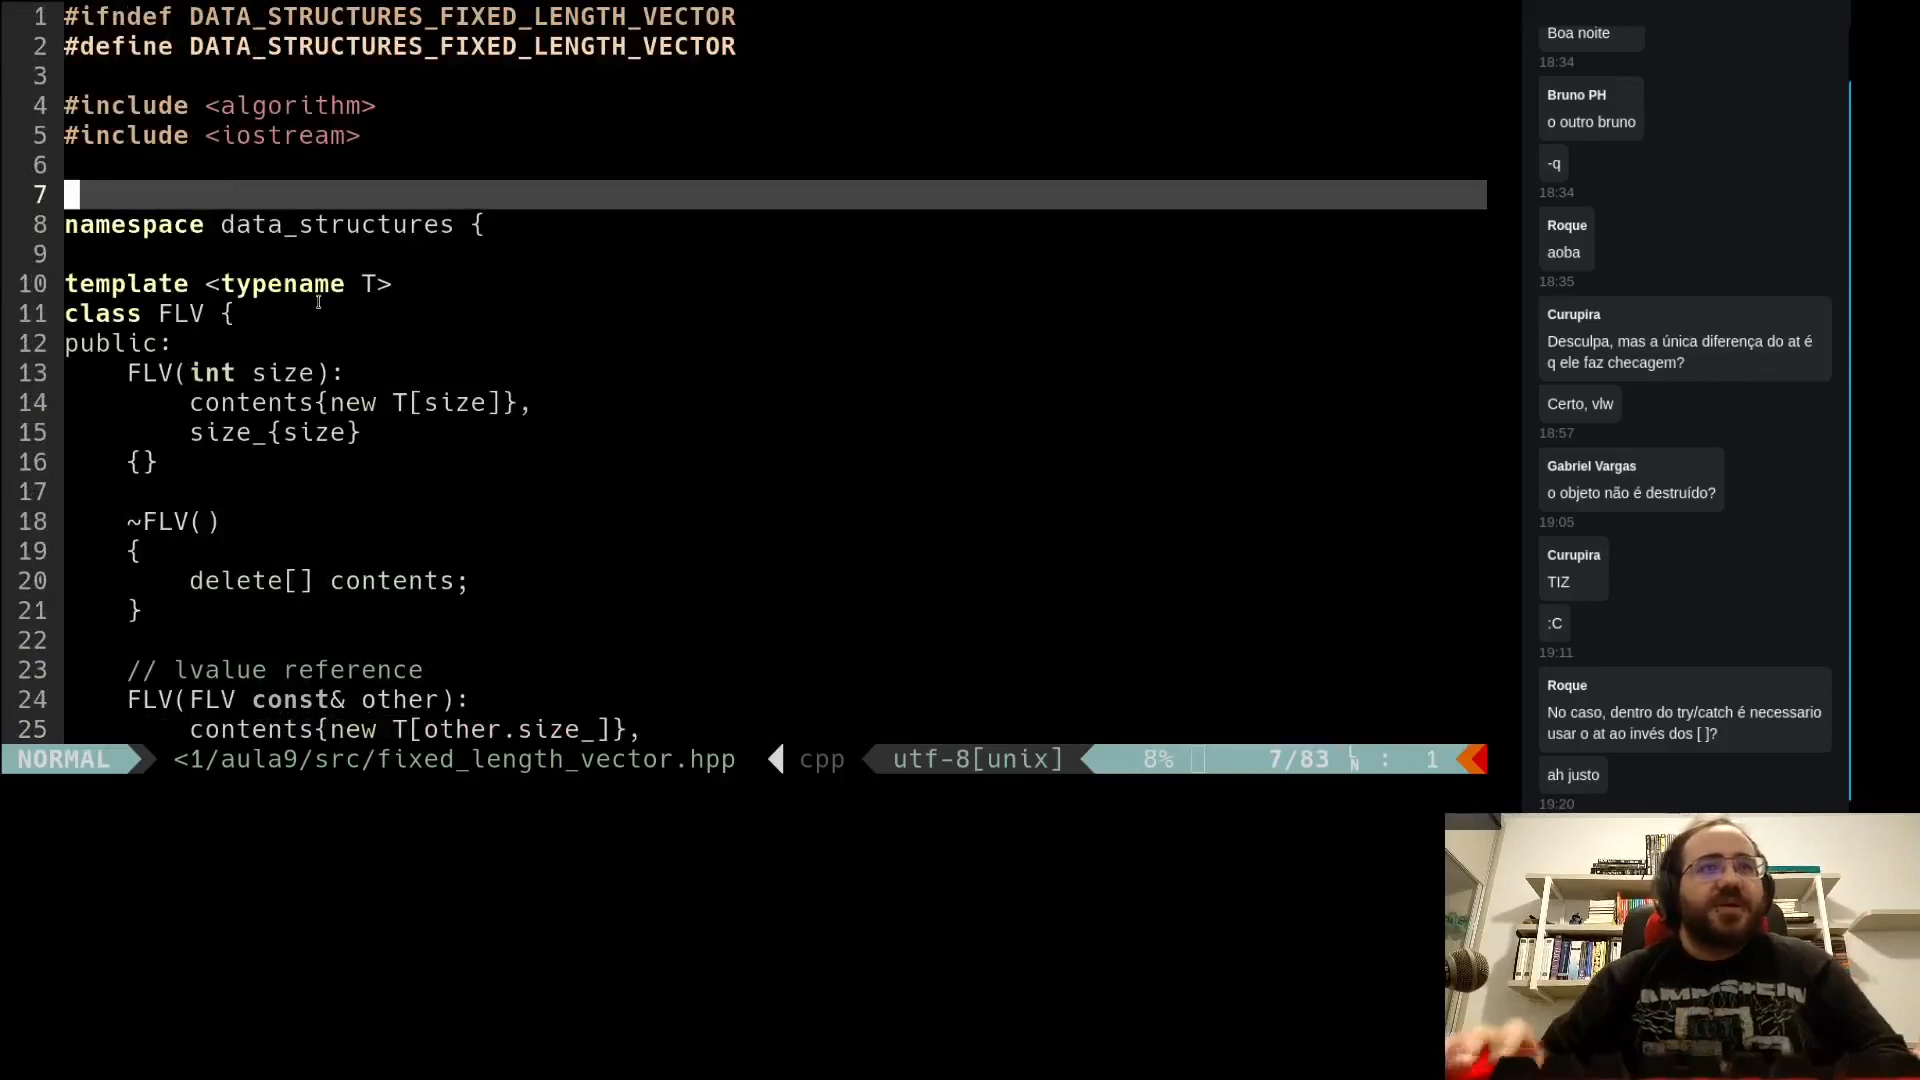 1 #ifndef DATA_STRUCTURES_FIXED_LENGTH_VECTOR
2 #define DATA_STRUCTURES_FIXED_LENGTH_VECTOR
3
4 #include <algorithm>
5 #include <iostream>
6
7
8 namespace data_structures {
9
10 template <typename T>
11 class FLV {
12 public:
13     FLV(int size):
14         contents{new T[size]},
15         size_{size}
16     {}
17
18     ~FLV()
19     {
20         delete[] contents;
21     }
22
23     // lvalue reference
24     FLV(FLV const& other):
25         contents{new T[other.size_]},
NORMAL <1/aula9/src/fixed_length_vector.hpp cpp utf-8[unix] 8% 7/83 LN : 1
Boa noite
18:34
Bruno PH
o outro bruno
-q
18:34
Roque
aoba
18:35
Curupira
Desculpa, mas a única diferença do at é
q ele faz checagem?
Certo, vlw
18:57
Gabriel Vargas
o objeto não é destruído?
19:05
Curupira
TIZ
:C
19:11
Roque
No caso, dentro do try/catch é necessario
usar o at ao invés dos [ ]?
ah justo
19:20
AMMSTEIN